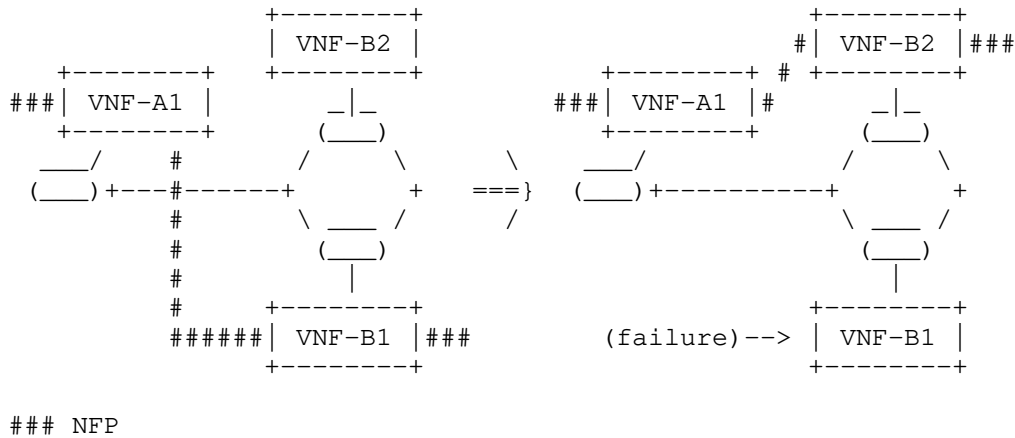 VNF-B2 VNF-B2
VNF-A1 VNF-A1
VNF-B1 (failure)--> VNF-B1
### NFP